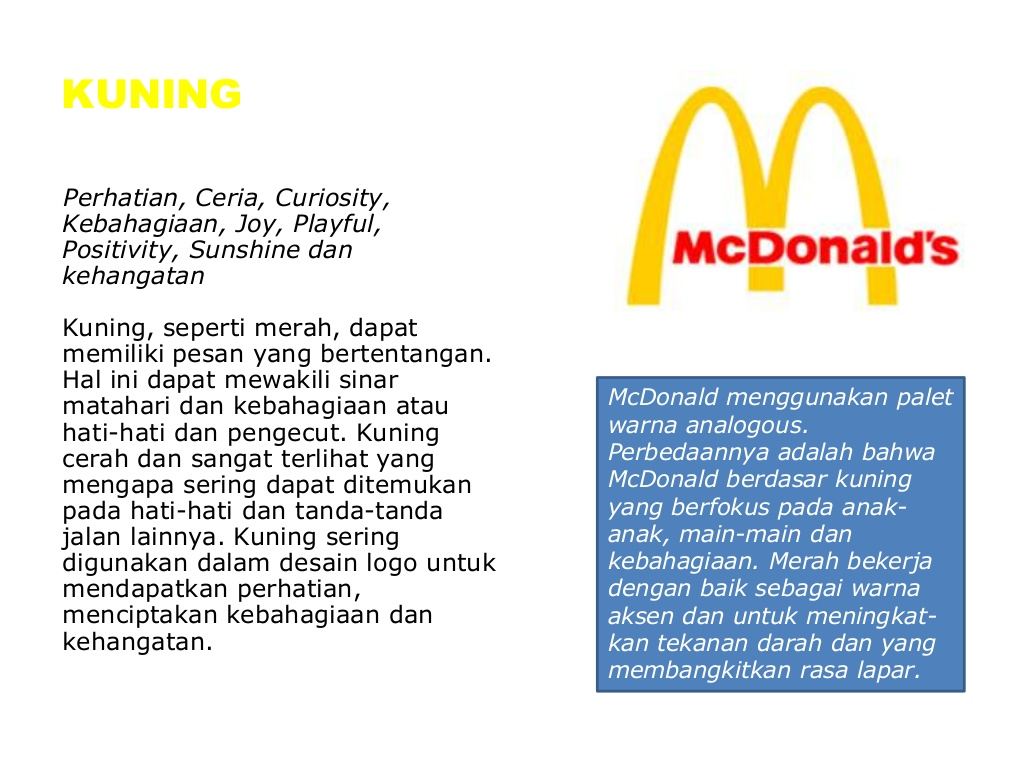 KUNING
Perhatian, Ceria, Curiosity,
Kebahagiaan, Joy, Playful,
Positivity, Sunshine dan
kehangatan
Kuning, seperti merah, dapat
memiliki pesan yang bertentangan.
Hal ini dapat mewakili sinar
matahari dan kebahagiaan atau
hati-hati dan pengecut. Kuning
cerah dan sangat terlihat yang
mengapa sering dapat ditemukan
pada hati-hati dan tanda-tanda
jalan lainnya. Kuning sering
digunakan dalam desain logo untuk
mendapatkan perhatian,
menciptakan kebahagiaan dan
kehangatan.
McDonald's
McDonald menggunakan palet
warna analogous.
Perbedaannya adalah bahwa
McDonald berdasar kuning
yang berfokus pada anak-
anak, main-main dan
kebahagiaan. Merah bekerja
dengan baik sebagai warna
aksen dan untuk meningkat-
kan tekanan darah dan yang
membangkitkan rasa lapar.